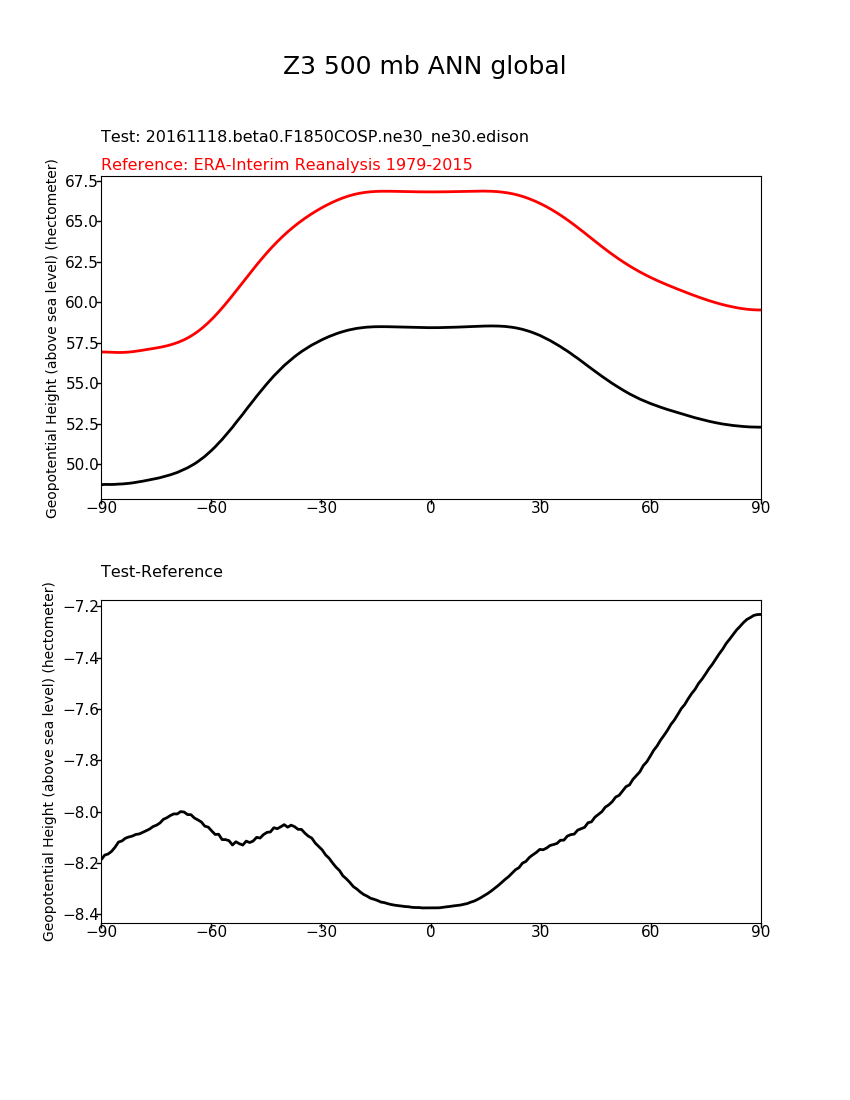 Z3 500 mb ANN global
Test: 20161118.beta0.F1850COSP.ne30_ne30.edison
Reference: ERA-Interim Reanalysis 1979-2015
Geopotential Height (above sea level) (hectometer)
67.5
65.0
62.5
60.0
57.5
55.0
52.5
50.0
−90 −60 −30 0 30 60 90
Test-Reference
Geopotential Height (above sea level) (hectometer)
−7.2
−7.4
−7.6
−7.8
−8.0
−8.2
−8.4
−90 −60 −30 0 30 60 90